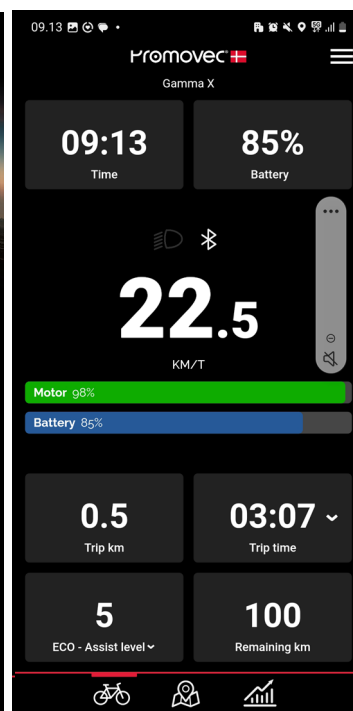 09.13
Promovec
Gamma X
09:13
Time
85%
Battery
22.5
KM/T
Motor 98%
Battery 85%
0.5
Trip km
03:07
Trip time
5
ECO - Assist level
100
Remaining km